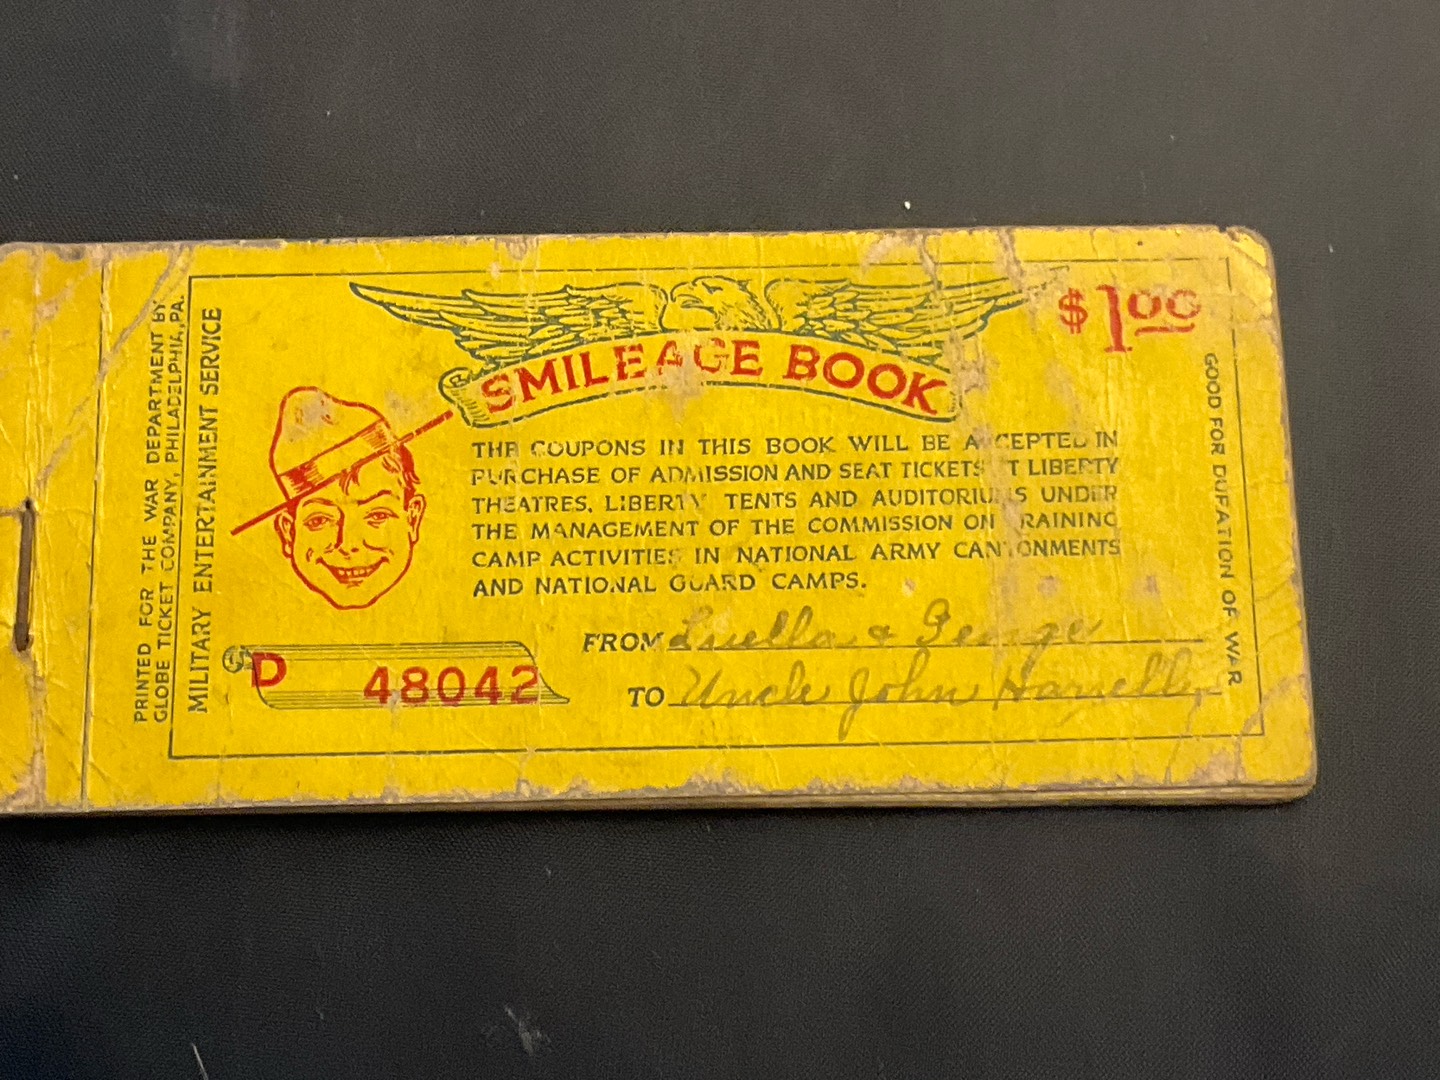 PRINTED FOR THE WAR DEPARTMENT BY
GLOBE TICKET COMPANY, PHILADELPHIA, PA.
MILITARY ENTERTAINMENT SERVICE
SMILEAGE BOOK
$1.00
THE COUPONS IN THIS BOOK WILL BE ACCEPTED IN
PURCHASE OF ADMISSION AND SEAT TICKETS AT LIBERTY
THEATRES, LIBERTY TENTS AND AUDITORIUMS UNDER
THE MANAGEMENT OF THE COMMISSION ON TRAINING
CAMP ACTIVITIES IN NATIONAL ARMY CANTONMENTS
AND NATIONAL GUARD CAMPS.
FROM Luella & George
TO Uncle John Harrell
D 48042
GOOD FOR DURATION OF WAR